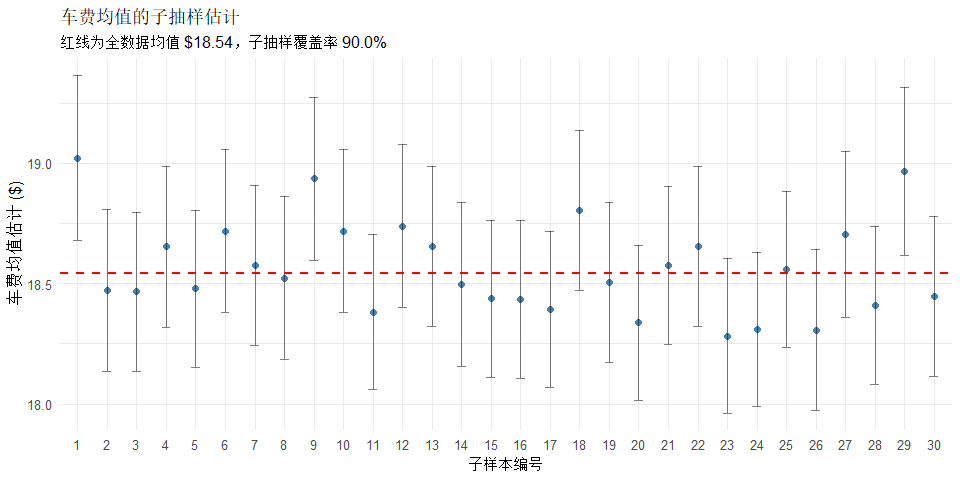 车费均值的子抽样估计
红线为全数据均值 $18.54，子抽样覆盖率 90.0%
车费均值估计 ($)
19.0
18.5
18.0
1 2 3 4 5 6 7 8 9 10 11 12 13 14 15 16 17 18 19 20 21 22 23 24 25 26 27 28 29 30
子样本编号